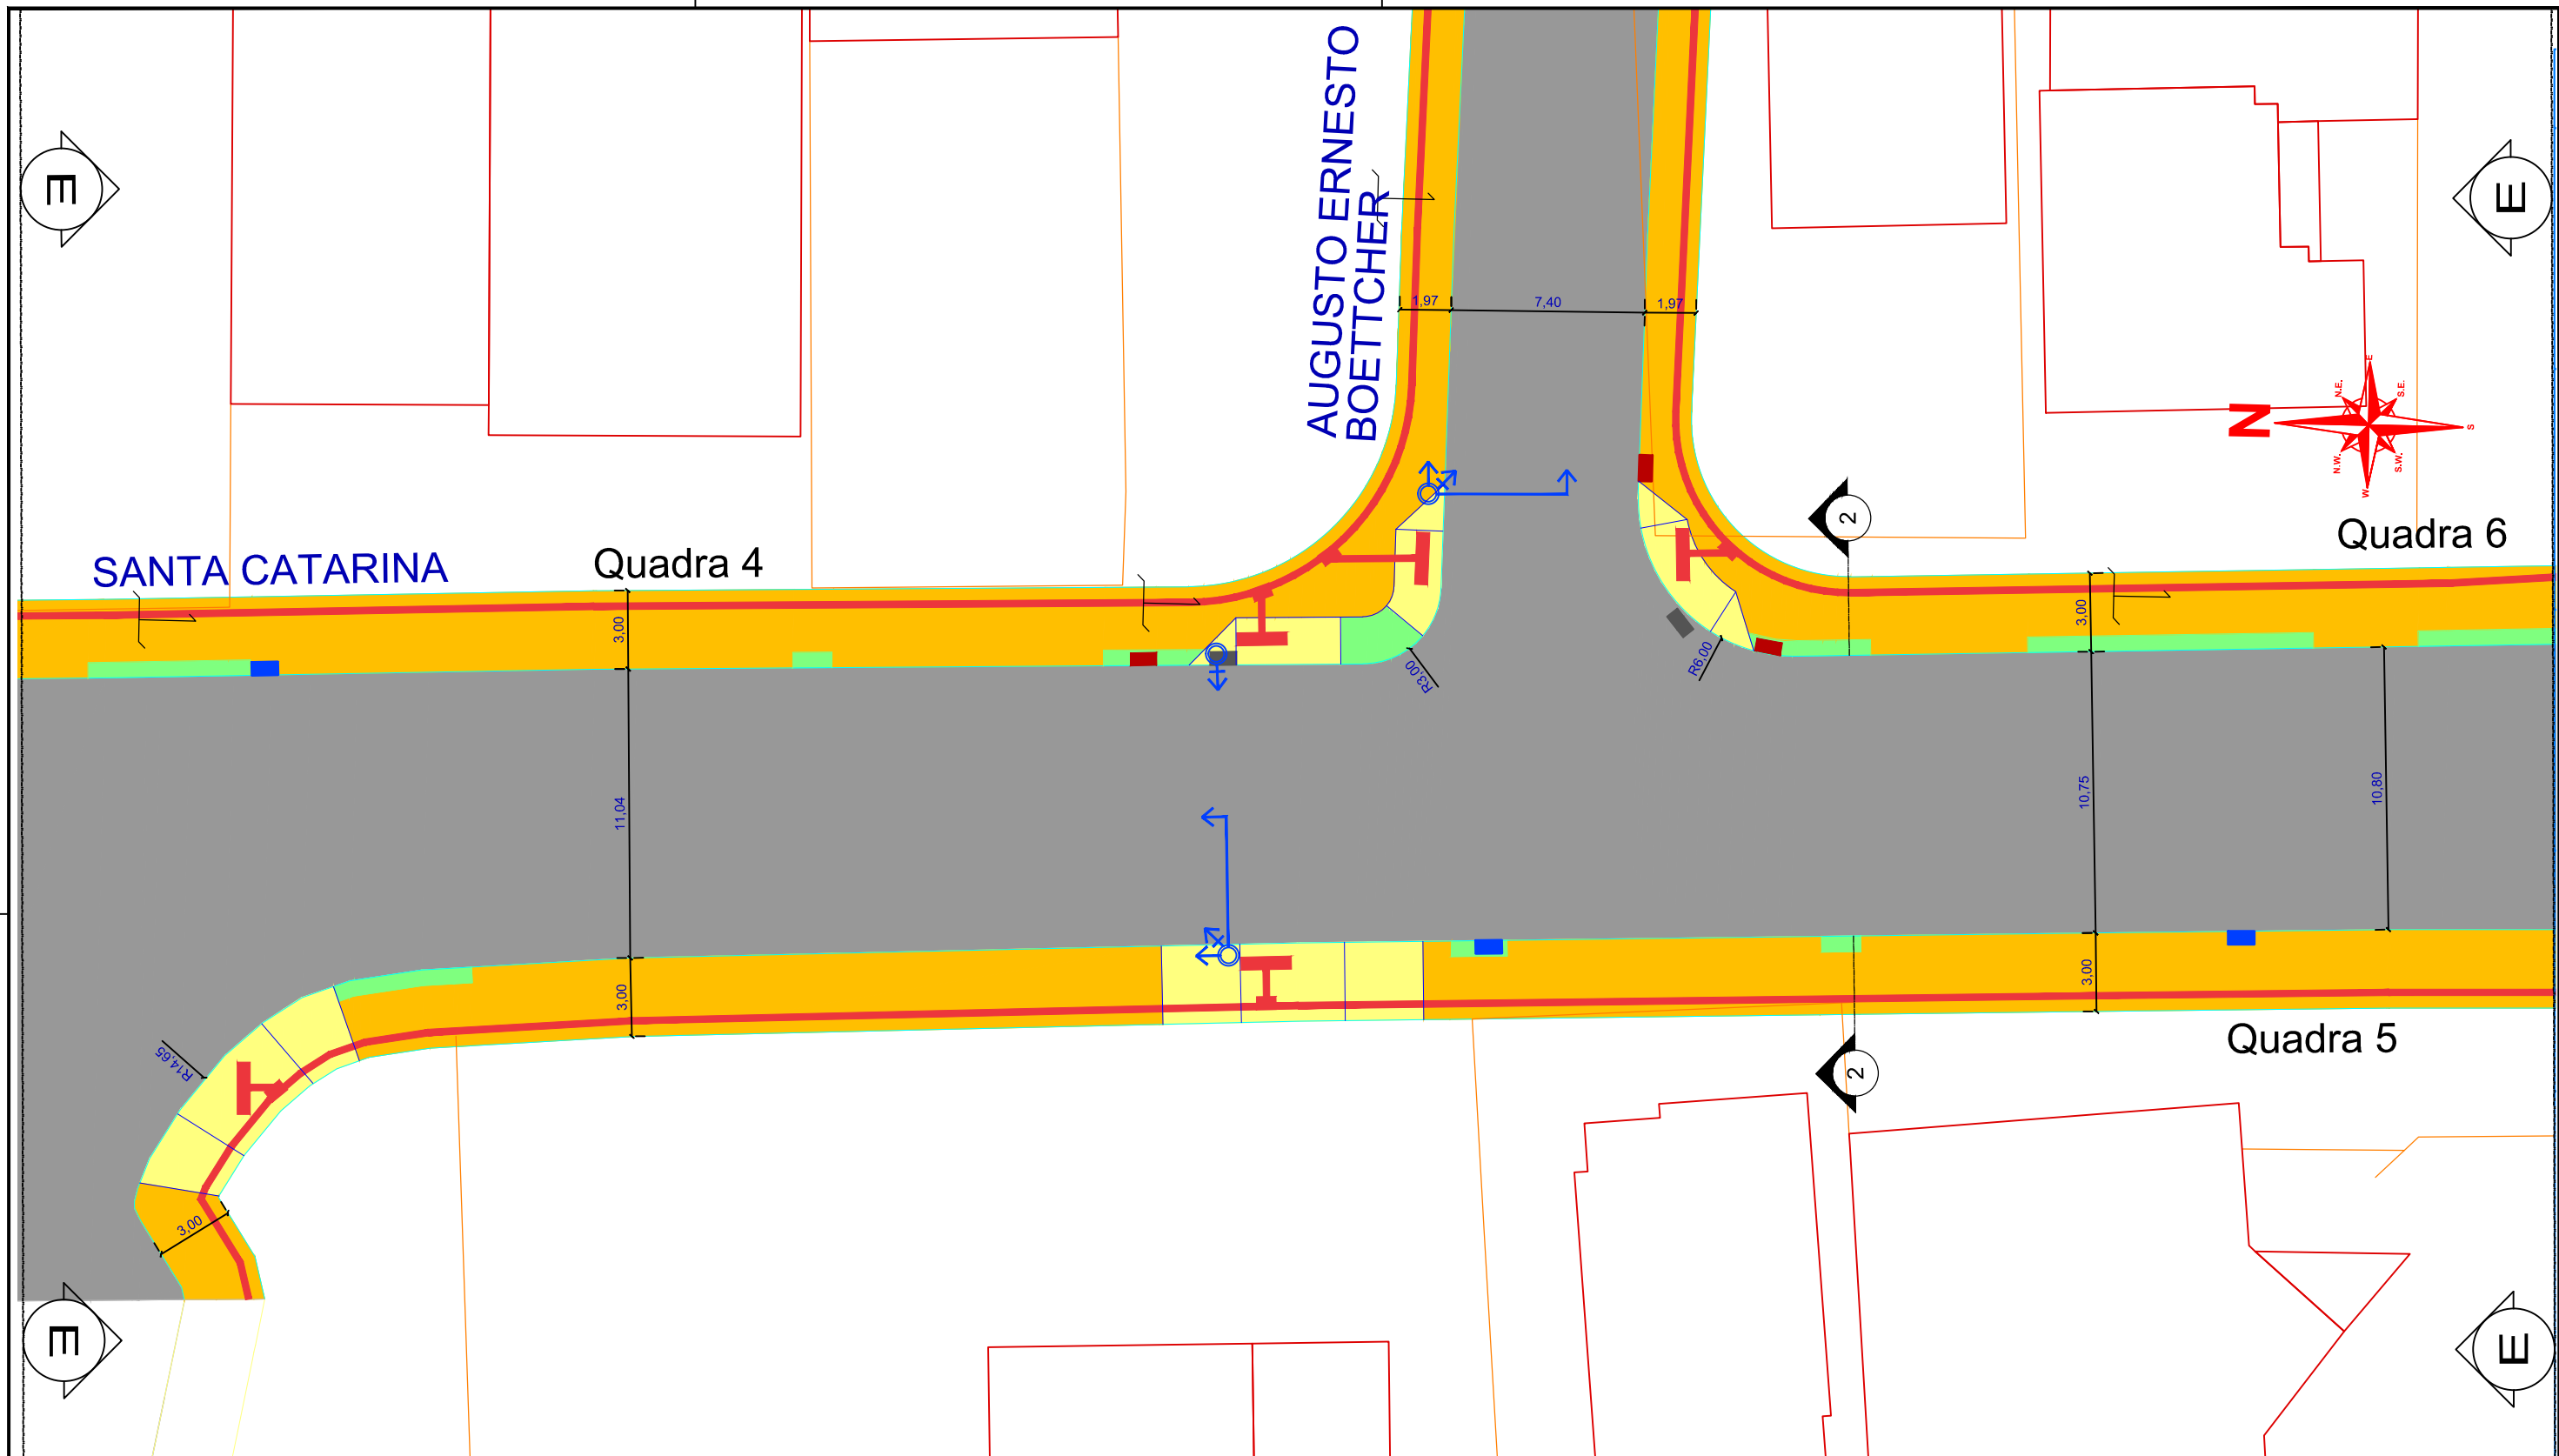 AUGUSTO ERNESTO
BOETTCHER
E
E
1,97
7,40
1,97
E
N.E.
S.E.
N
S
N.W.
S.W.
W
2
Quadra 6
SANTA CATARINA
Quadra 4
3,00
3,00
R3,00
R6,00
11,04
10,75
10,80
3,00
3,00
Quadra 5
R14,65
2
3,00
E
E